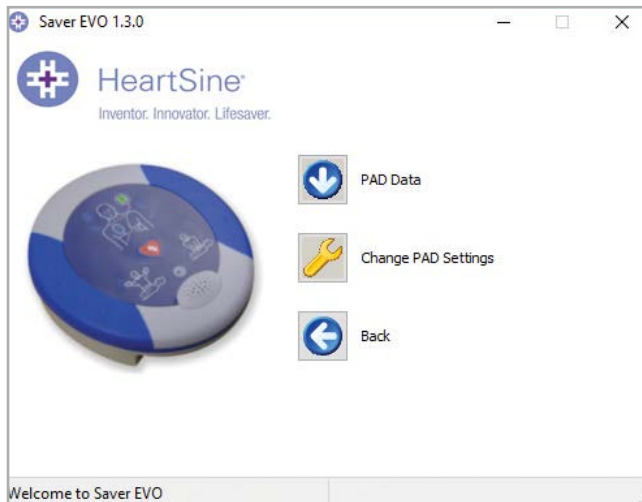 Saver EVO 1.3.0
HeartSine
Inventor. Innovator. Lifesaver.
PAD Data
Change PAD Settings
Back
Welcome to Saver EVO